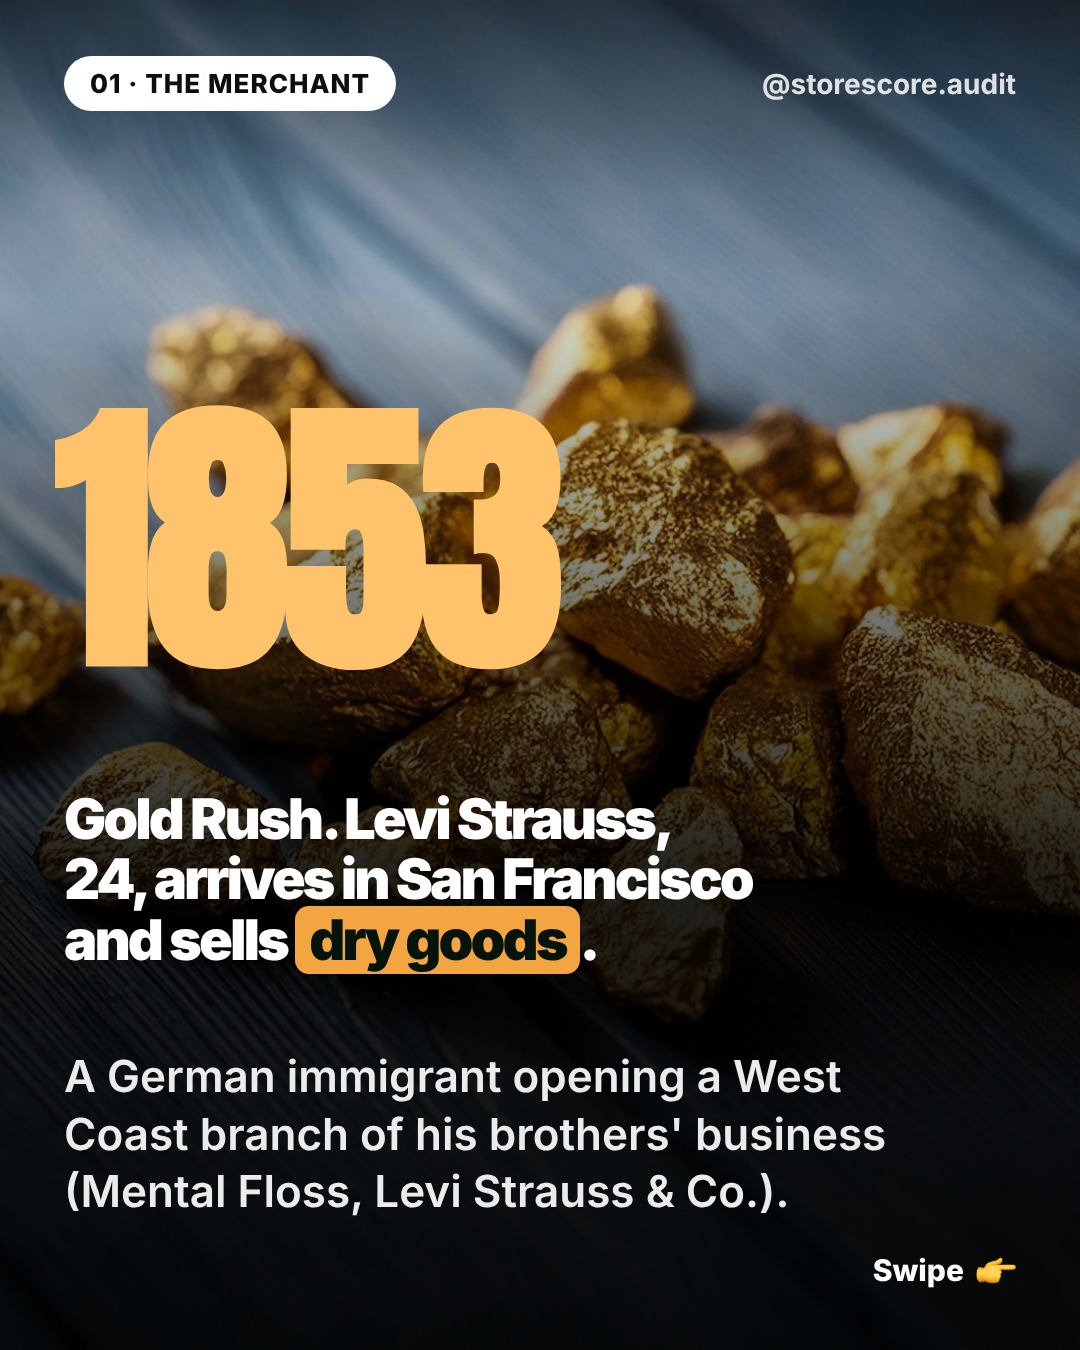 01 · THE MERCHANT
@storescore.audit
1853
Gold Rush. Levi Strauss,
24, arrives in San Francisco
and sells dry goods.
A German immigrant opening a West
Coast branch of his brothers' business
(Mental Floss, Levi Strauss & Co.).
Swipe 👉